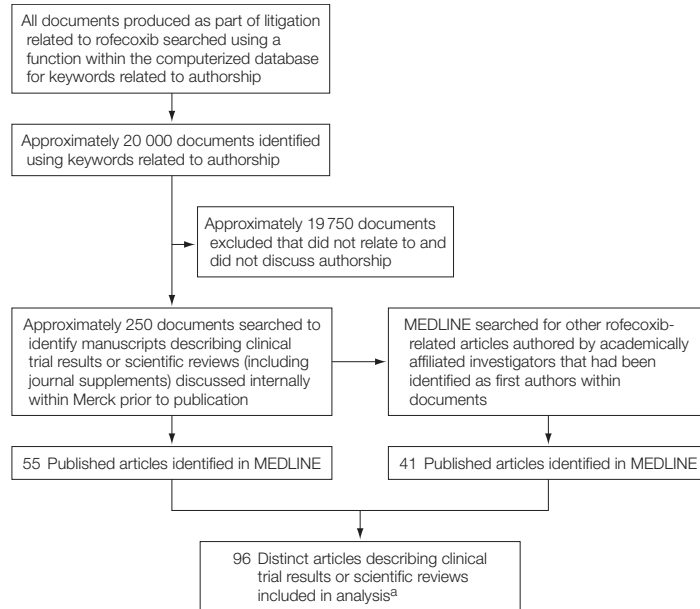 All documents produced as part of litigation
related to rofecoxib searched using a
function within the computerized database
for keywords related to authorship
Approximately 20 000 documents identified
using keywords related to authorship
Approximately 19 750 documents
excluded that did not relate to and
did not discuss authorship
Approximately 250 documents searched to
identify manuscripts describing clinical
trial results or scientific reviews (including
journal supplements) discussed internally
within Merck prior to publication
MEDLINE searched for other rofecoxib-
related articles authored by academically
affiliated investigators that had been
identified as first authors within
documents
55 Published articles identified in MEDLINE
41 Published articles identified in MEDLINE
96 Distinct articles describing clinical
trial results or scientific reviews
included in analysisa